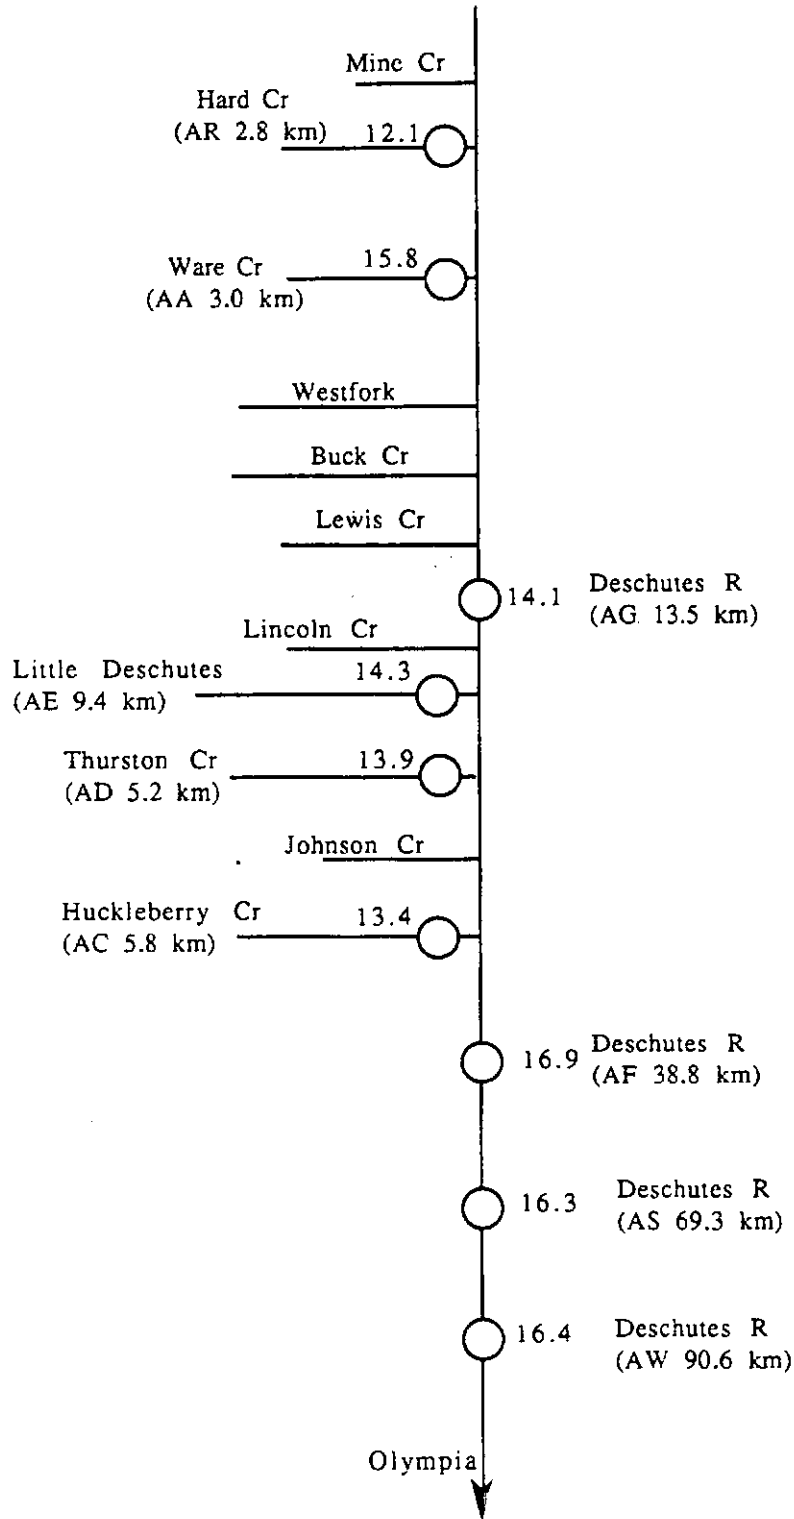 Mine Cr
Hard Cr
(AR 2.8 km)
12.1
Ware Cr
(AA 3.0 km)
15.8
Westfork
Buck Cr
Lewis Cr
14.1
Deschutes R
(AG 13.5 km)
Lincoln Cr
Little Deschutes
(AE 9.4 km)
14.3
Thurston Cr
(AD 5.2 km)
13.9
Johnson Cr
Huckleberry Cr
(AC 5.8 km)
13.4
16.9
Deschutes R
(AF 38.8 km)
16.3
Deschutes R
(AS 69.3 km)
16.4
Deschutes R
(AW 90.6 km)
Olympia